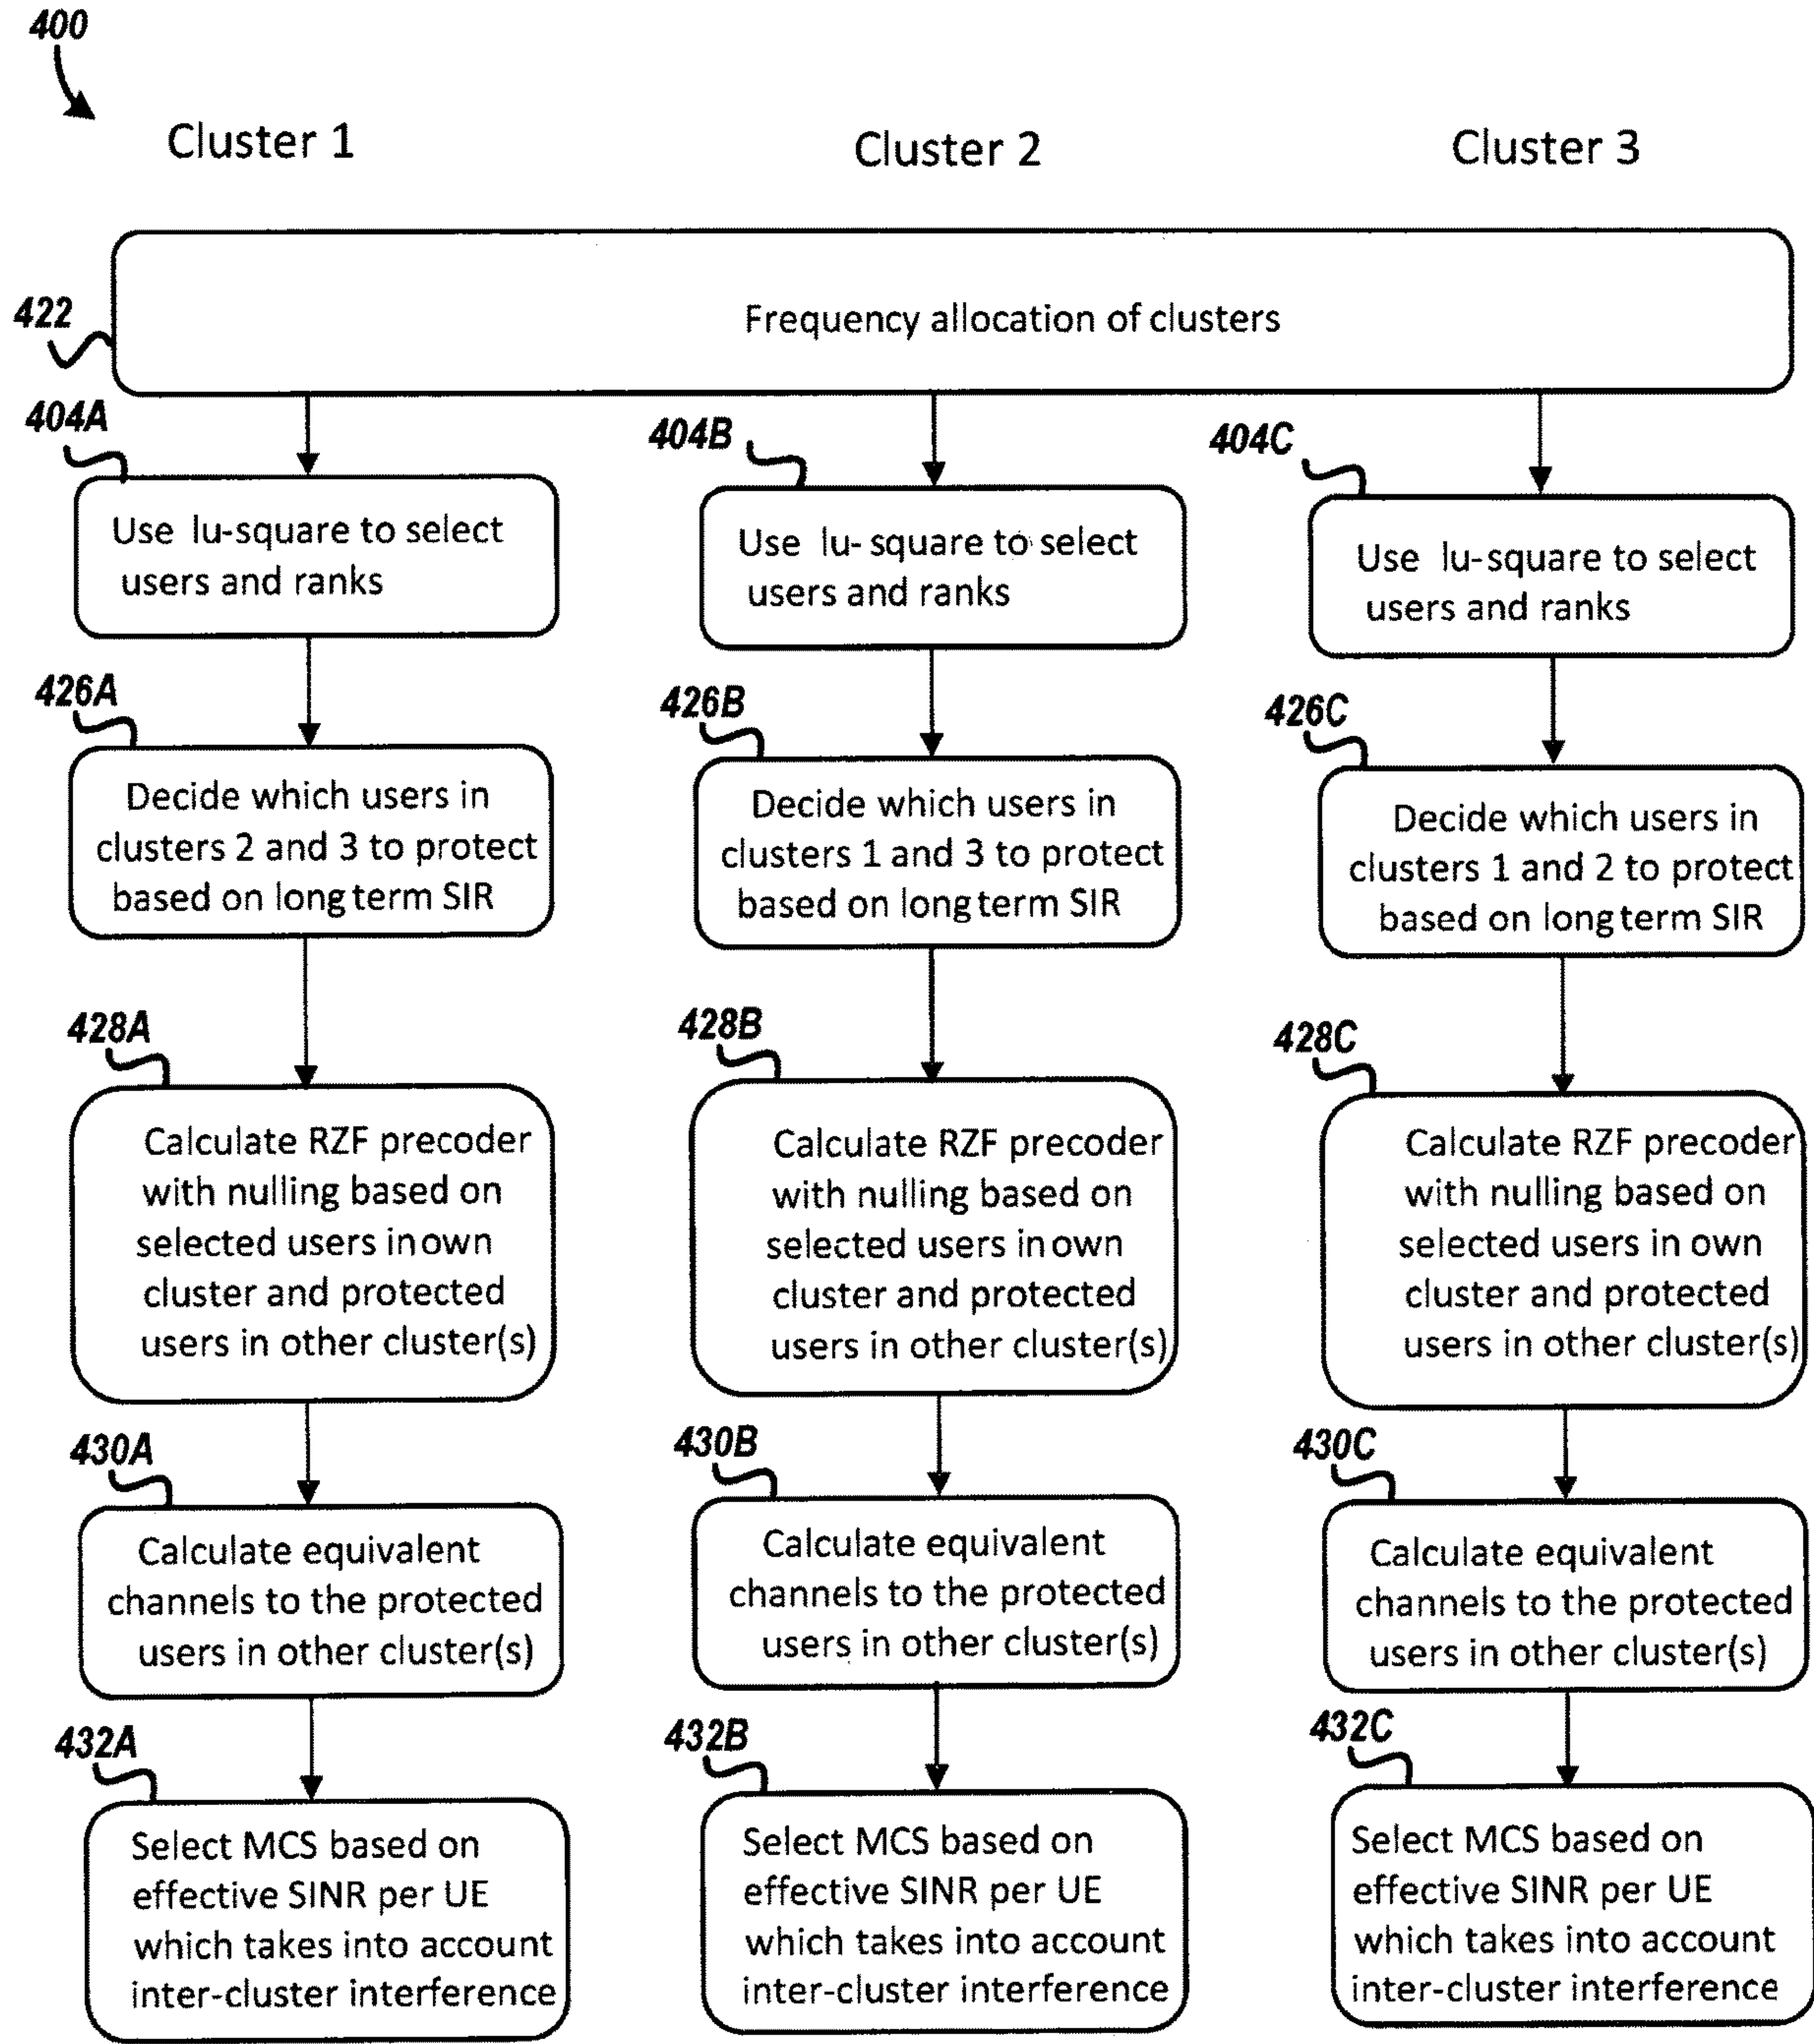 400
Cluster 1
Cluster 2
Cluster 3
422
Frequency allocation of clusters
404A
Use lu-square to select
users and ranks
404B
Use lu- square to select
users and ranks
404C
Use lu-square to select
users and ranks
426A
Decide which users in
clusters 2 and 3 to protect
based on long term SIR
426B
Decide which users in
clusters 1 and 3 to protect
based on long term SIR
426C
Decide which users in
clusters 1 and 2 to protect
based on long term SIR
428A
Calculate RZF precoder
with nulling based on
selected users in own
cluster and protected
users in other cluster(s)
428B
Calculate RZF precoder
with nulling based on
selected users in own
cluster and protected
users in other cluster(s)
428C
Calculate RZF precoder
with nulling based on
selected users in own
cluster and protected
users in other cluster(s)
430A
Calculate equivalent
channels to the protected
users in other cluster(s)
430B
Calculate equivalent
channels to the protected
users in other cluster(s)
430C
Calculate equivalent
channels to the protected
users in other cluster(s)
432A
Select MCS based on
effective SINR per UE
which takes into account
inter-cluster interference
432B
Select MCS based on
effective SINR per UE
which takes into account
inter-cluster interference
432C
Select MCS based on
effective SINR per UE
which takes into account
inter-cluster interference